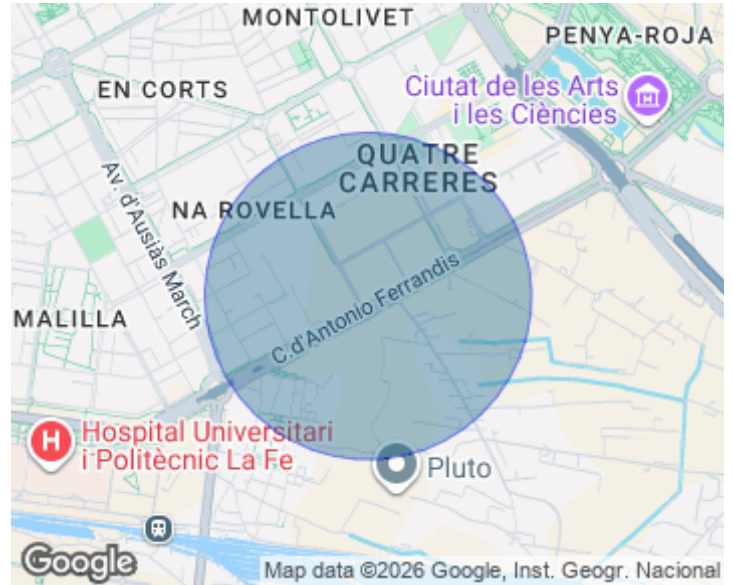 MONTOLIVET
PENYA-ROJA
EN CORTS
Ciutat de les Arts
i les Ciències
QUATRE
CARRERES
Av. d'Ausiàs March
NA ROVELLA
C.d'Antonio Ferrandis
MALILLA
H
Hospital Universitari
i Politècnic La Fe
Pluto
Google
Map data ©2026 Google, Inst. Geogr. Nacional